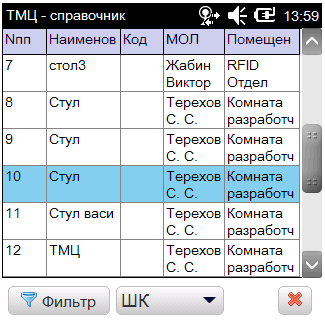 ТМЦ - справочник 13:59
Nпп Наименов Код МОЛ Помещен
7 стол3 Жабин RFID
Виктор Отдел
8 Стул Терехов Комната
С. С. разработч
9 Стул Терехов Комната
С. С. разработч
10 Стул Терехов Комната
С. С. разработч
11 Стул васи Терехов Комната
С. С. разработч
12 ТМЦ Терехов Комната
С. С. разработч
Фильтр ШК